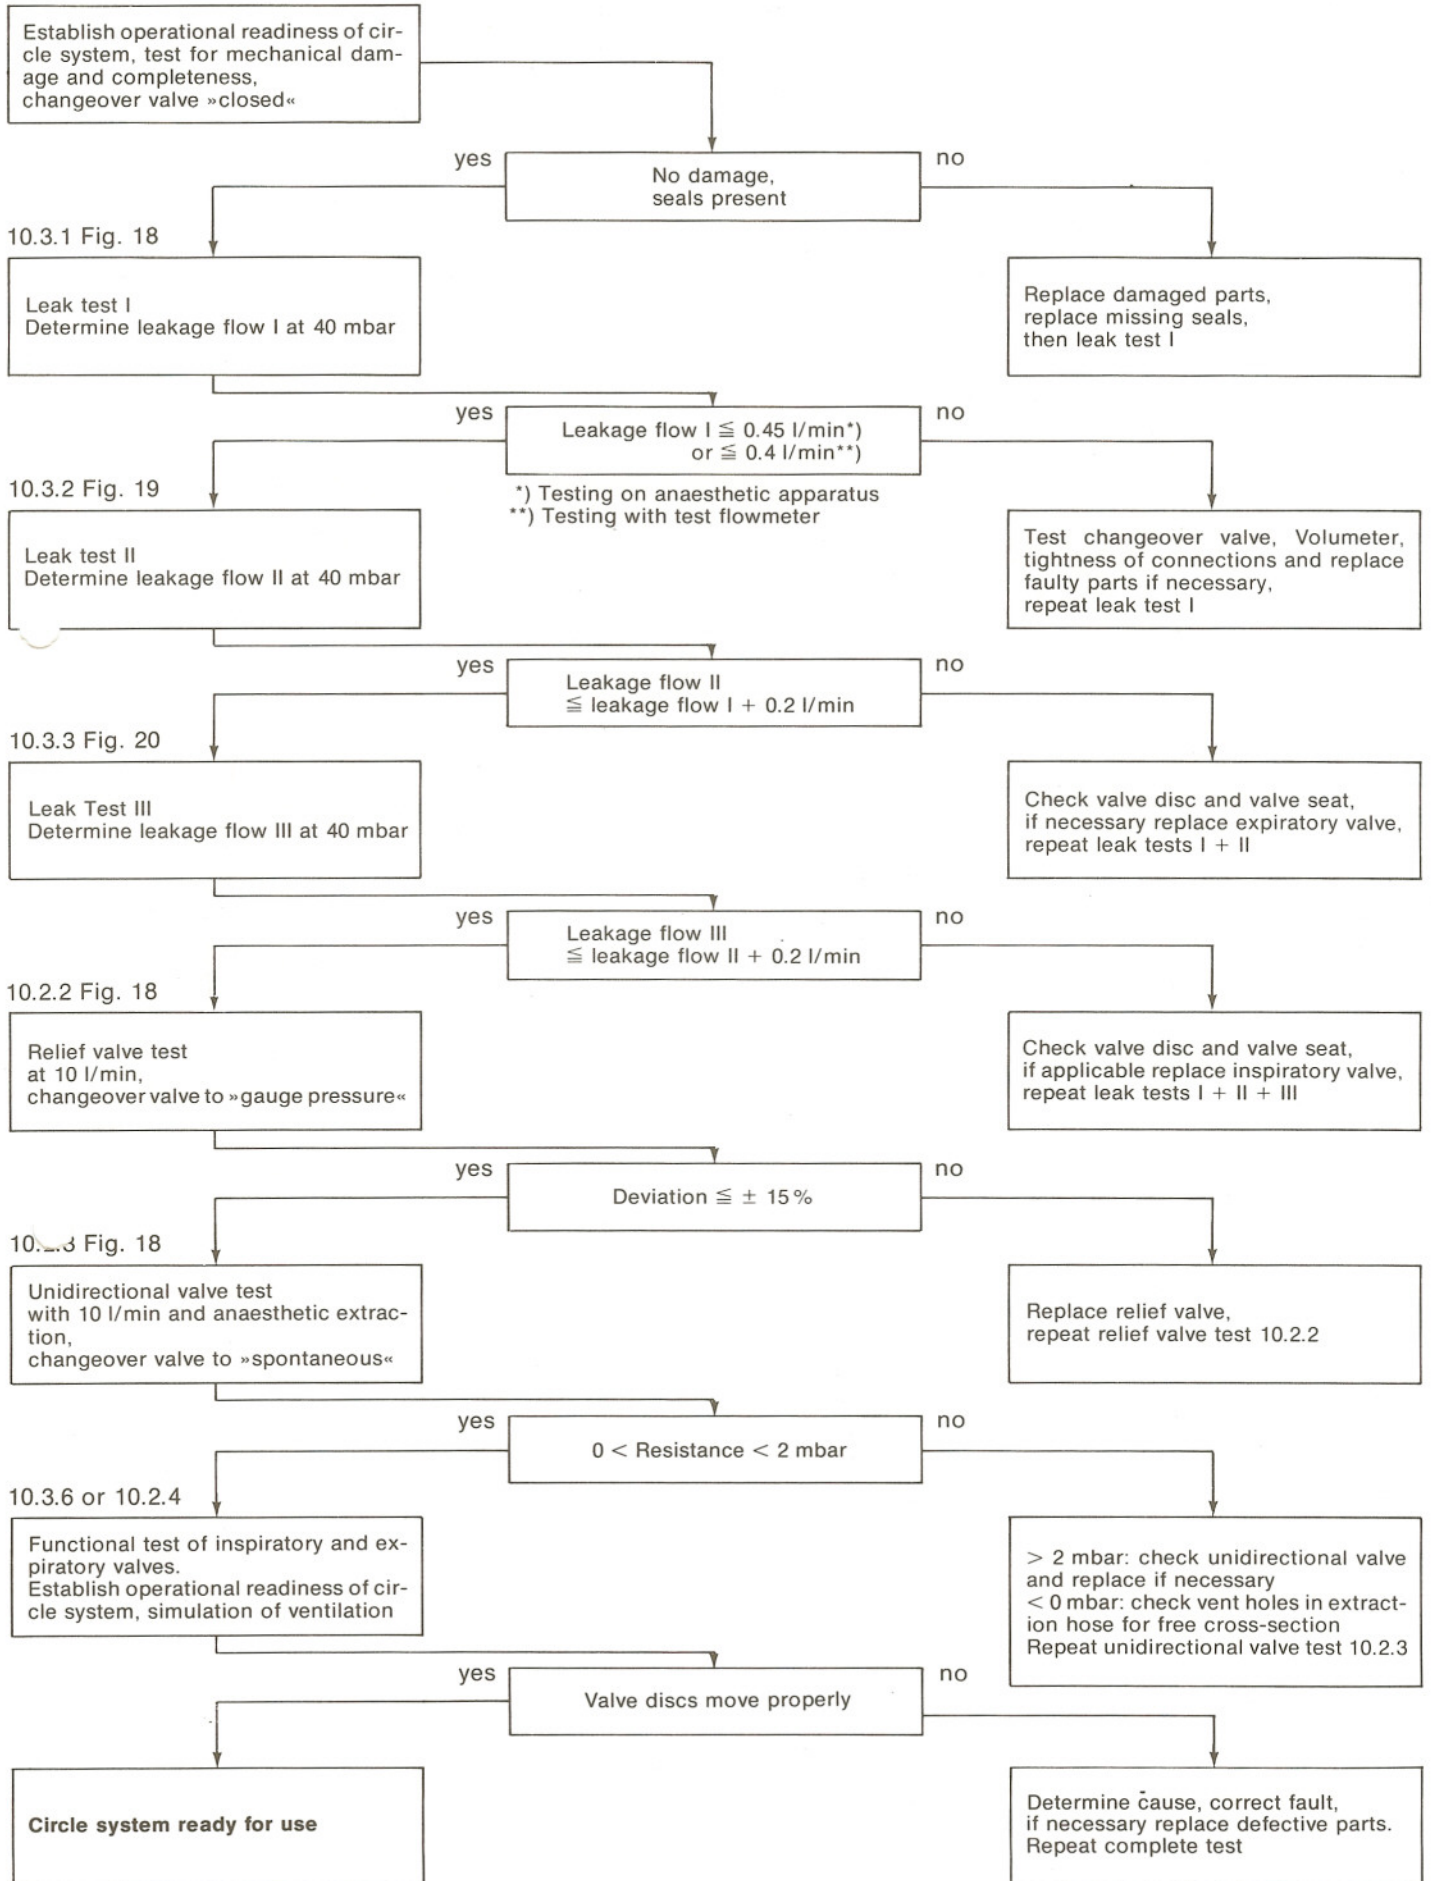 Establish operational readiness of cir-
cle system, test for mechanical dam-
age and completeness,
changeover valve »closed«
yes
No damage,
seals present
no
10.3.1 Fig. 18
Leak test I
Determine leakage flow I at 40 mbar
Replace damaged parts,
replace missing seals,
then leak test I
yes
Leakage flow I ≦ 0.45 l/min*)
or ≦ 0.4 l/min**)
no
*) Testing on anaesthetic apparatus
**) Testing with test flowmeter
10.3.2 Fig. 19
Leak test II
Determine leakage flow II at 40 mbar
Test changeover valve, Volumeter,
tightness of connections and replace
faulty parts if necessary,
repeat leak test I
yes
Leakage flow II
≦ leakage flow I + 0.2 l/min
no
10.3.3 Fig. 20
Leak Test III
Determine leakage flow III at 40 mbar
Check valve disc and valve seat,
if necessary replace expiratory valve,
repeat leak tests I + II
yes
Leakage flow III
≦ leakage flow II + 0.2 l/min
no
10.2.2 Fig. 18
Relief valve test
at 10 l/min,
changeover valve to »gauge pressure«
Check valve disc and valve seat,
if applicable replace inspiratory valve,
repeat leak tests I + II + III
yes
Deviation ≦ ± 15%
no
Fig. 18
Unidirectional valve test
with 10 l/min and anaesthetic extrac-
tion,
changeover valve to »spontaneous«
Replace relief valve,
repeat relief valve test 10.2.2
yes
0 < Resistance < 2 mbar
no
10.3.6 or 10.2.4
Functional test of inspiratory and ex-
piratory valves.
Establish operational readiness of cir-
cle system, simulation of ventilation
> 2 mbar: check unidirectional valve
and replace if necessary
< 0 mbar: check vent holes in extract-
ion hose for free cross-section
Repeat unidirectional valve test 10.2.3
yes
Valve discs move properly
no
Circle system ready for use
Determine cause, correct fault,
if necessary replace defective parts.
Repeat complete test